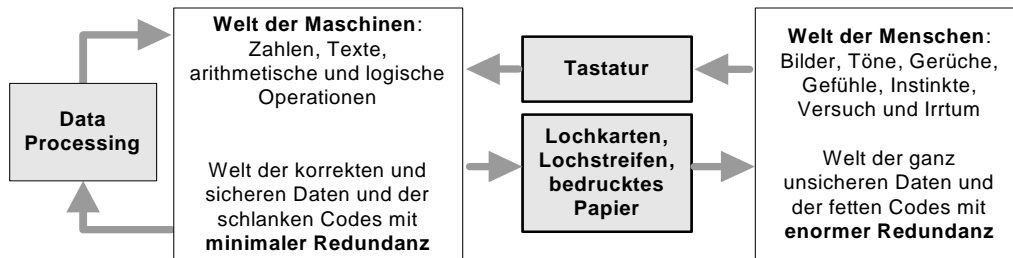 Data
Processing
Welt der Maschinen:
Zahlen, Texte,
arithmetische und logische
Operationen
Welt der korrekten und
sicheren Daten und der
schlanken Codes mit
minimaler Redundanz
Tastatur
Lochkarten,
Lochstreifen,
bedrucktes
Papier
Welt der Menschen:
Bilder, Töne, Gerüche,
Gefühle, Instinkte,
Versuch und Irrtum
Welt der ganz
unsicheren Daten und
der fetten Codes mit
enormer Redundanz